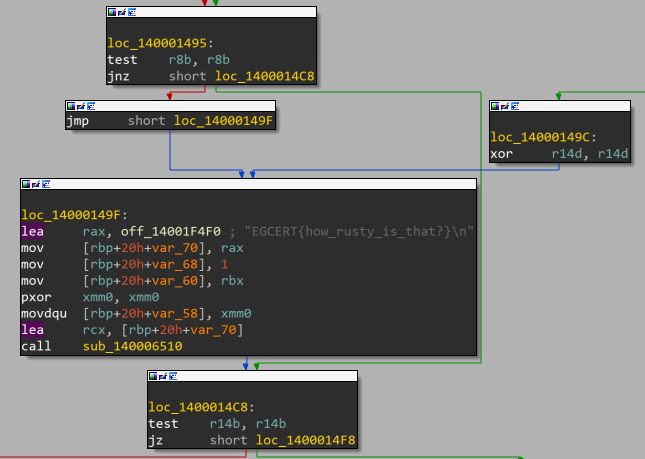 loc_140001495:
test r8b, r8b
jnz short loc_1400014C8
jmp short loc_14000149F
loc_14000149C:
xor r14d, r14d
loc_14000149F:
lea rax, off_14001F4F0 ; "EGCERT{how_rusty_is_that?}\n"
mov [rbp+20h+var_70], rax
mov [rbp+20h+var_68], 1
mov [rbp+20h+var_60], rbx
pxor xmm0, xmm0
movdqu [rbp+20h+var_58], xmm0
lea rcx, [rbp+20h+var_70]
call sub_140006510
loc_1400014C8:
test r14b, r14b
jz short loc_1400014F8